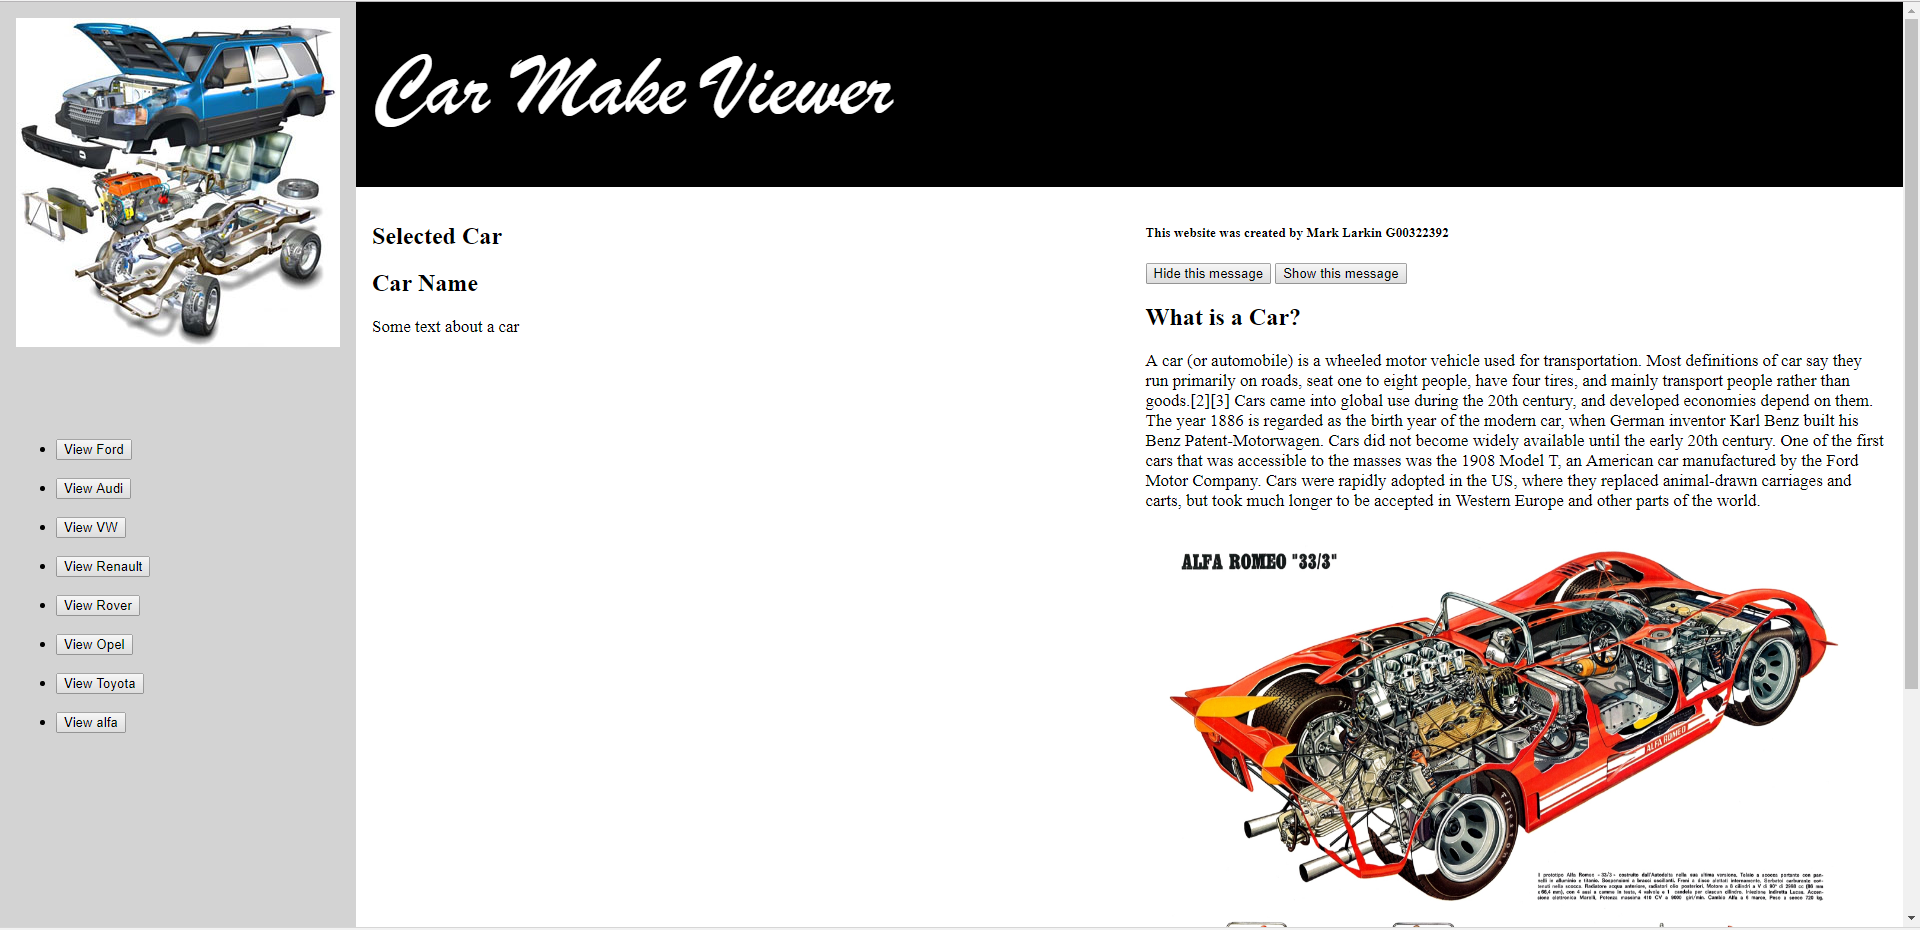 Car Make Viewer
View Ford
View Audi
View VW
View Renault
View Rover
View Opel
View Toyota
View alfa
Selected Car
Car Name
Some text about a car
This website was created by Mark Larkin G00322392
Hide this message
Show this message
What is a Car?
A car (or automobile) is a wheeled motor vehicle used for transportation. Most definitions of car say they
run primarily on roads, seat one to eight people, have four tires, and mainly transport people rather than
goods.[2][3] Cars came into global use during the 20th century, and developed economies depend on them.
The year 1886 is regarded as the birth year of the modern car, when German inventor Karl Benz built his
Benz Patent-Motorwagen. Cars did not become widely available until the early 20th century. One of the first
cars that was accessible to the masses was the 1908 Model T, an American car manufactured by the Ford
Motor Company. Cars were rapidly adopted in the US, where they replaced animal-drawn carriages and
carts, but took much longer to be accepted in Western Europe and other parts of the world.
ALFA ROMEO "33/3"
ALFA ROMEO
Firestone